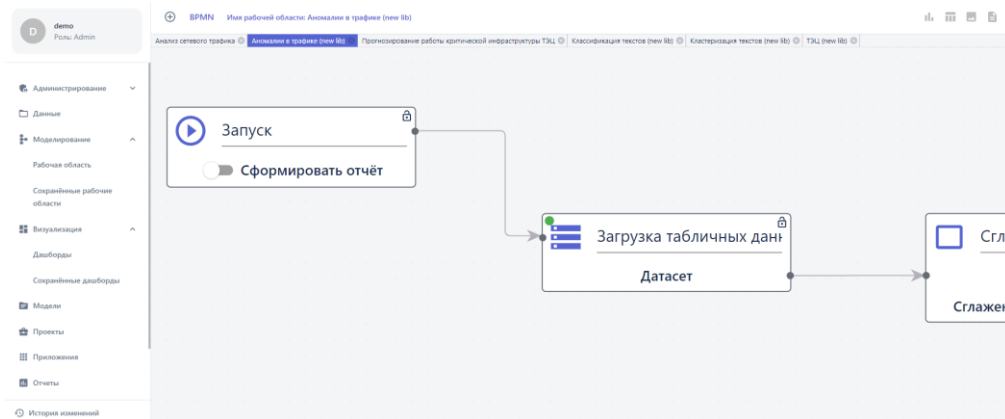 D
demo
Роль: Admin
BPMN Имя рабочей области: Аномалии в трафике (new lib)
Анализ сетевого трафика Аномалии в трафике (new lib) Прогнозирование работы критической инфраструктуры ТЭЦ Классификация текстов (new lib) Кластеризация текстов (new lib) ТЭЦ (new lib)
Администрирование
Данные
Моделирование
Рабочая область
Сохранённые рабочие
области
Визуализация
Дашборды
Сохранённые дашборды
Модели
Проекты
Приложения
Отчеты
История изменений
Запуск
Сформировать отчёт
Загрузка табличных данн
Датасет
Сгл
Сглажен